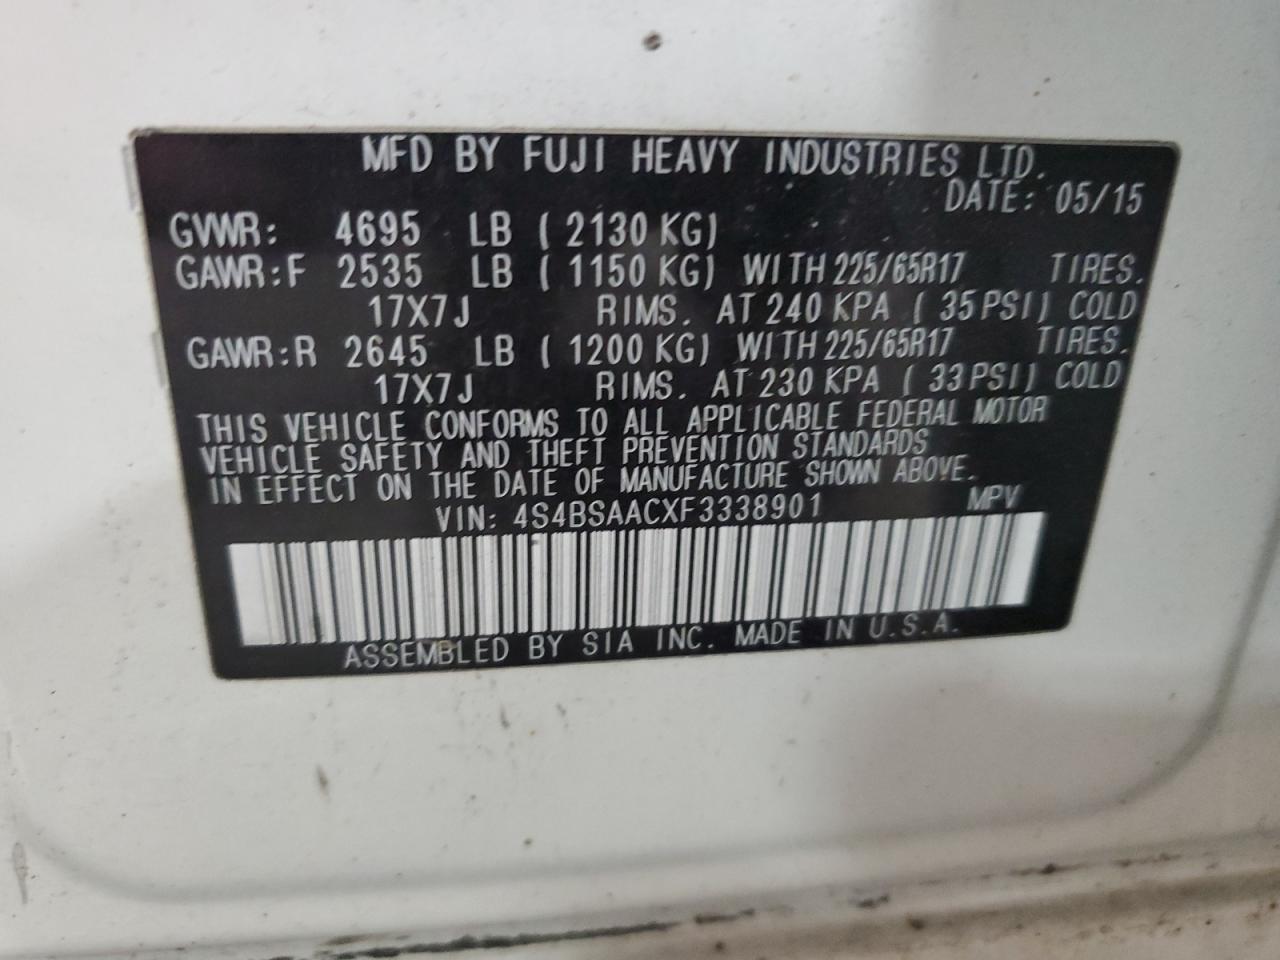 MFD BY FUJI HEAVY INDUSTRIES LTD.
DATE: 05/15
GVWR: 4695 LB ( 2130 KG)
GAWR:F 2535 LB ( 1150 KG) WITH 225/65R17 TIRES.
17X7J RIMS. AT 240 KPA ( 35 PSI) COLD
GAWR:R 2645 LB ( 1200 KG) WITH 225/65R17 TIRES.
17X7J RIMS. AT 230 KPA ( 33 PSI) COLD
THIS VEHICLE CONFORMS TO ALL APPLICABLE FEDERAL MOTOR
VEHICLE SAFETY AND THEFT PREVENTION STANDARDS
IN EFFECT ON THE DATE OF MANUFACTURE SHOWN ABOVE.
VIN: 4S4BSAACXF3338901 MPV
ASSEMBLED BY SIA INC. MADE IN U.S.A.